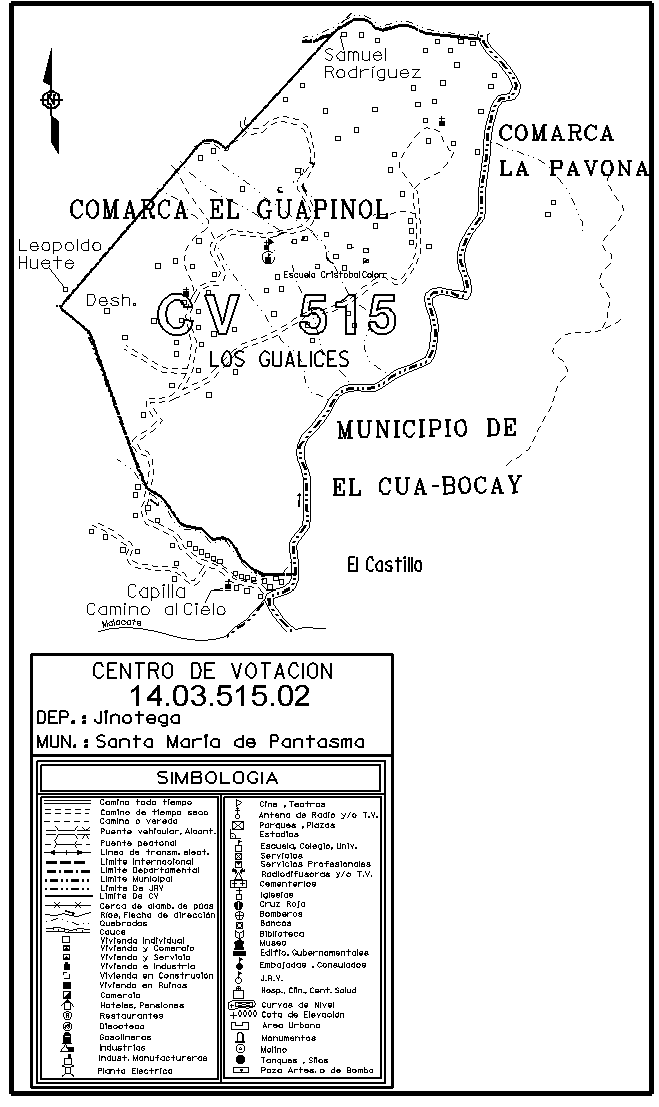 Samuel
Rodríguez
N
COMARCA
LA PAVONA
COMARCA EL GUAPINOL
Leopoldo
Huete
Escuela Cristobal Colon
Desh.
CV 515
LOS GUALICES
MUNICIPIO DE
EL CUA-BOCAY
El Castillo
Capilla
Camino al Cielo
Malacate
CENTRO DE VOTACION
14.03.515.02
DEP.: Jinotega
MUN.: Santa Maria de Pantasma
SIMBOLOGIA
Camino todo tiempo
Camino de tiempo seco
Camino o vereda
Puente vehicular, Alcant.
Puente peatonal
Linea de transm. elect.
Limite Internacional
Limite Departamental
Limite Municipal
Limite De JRV
Limite De CV
Cerca de alamb. de púas
Ríos, Flecha de dirección
Quebradas
Cauce
Vivienda Individual
Vivienda y Comercio
Vivienda y Servicio
Vivienda e Industria
Vivienda en Construción
Vivienda en Ruinas
Comercio
Hoteles, Pensiones
Restaurantes
Discoteca
Gasolineras
Industrias
Indust. Manufactureras
Planta Electrica
Cine , Teatros
Antena de Radio y/o T.V.
Parques , Plazas
Estadios
Escuela, Colegio, Univ.
Servicios
Servicios Profesionales
Radiodifusoras y/o T.V.
Cementerios
Iglesias
Cruz Roja
Bomberos
Bancos
Biblioteca
Museo
Edific. Gubernamentales
Embajadas , Consulados
J.R.V.
Hosp., Clin., Cent. Salud
Curvas de Nivel
Cota de Elevación
Area Urbana
Monumentos
Molino
Tanques , Silos
Pozo Artes. o de Bomba